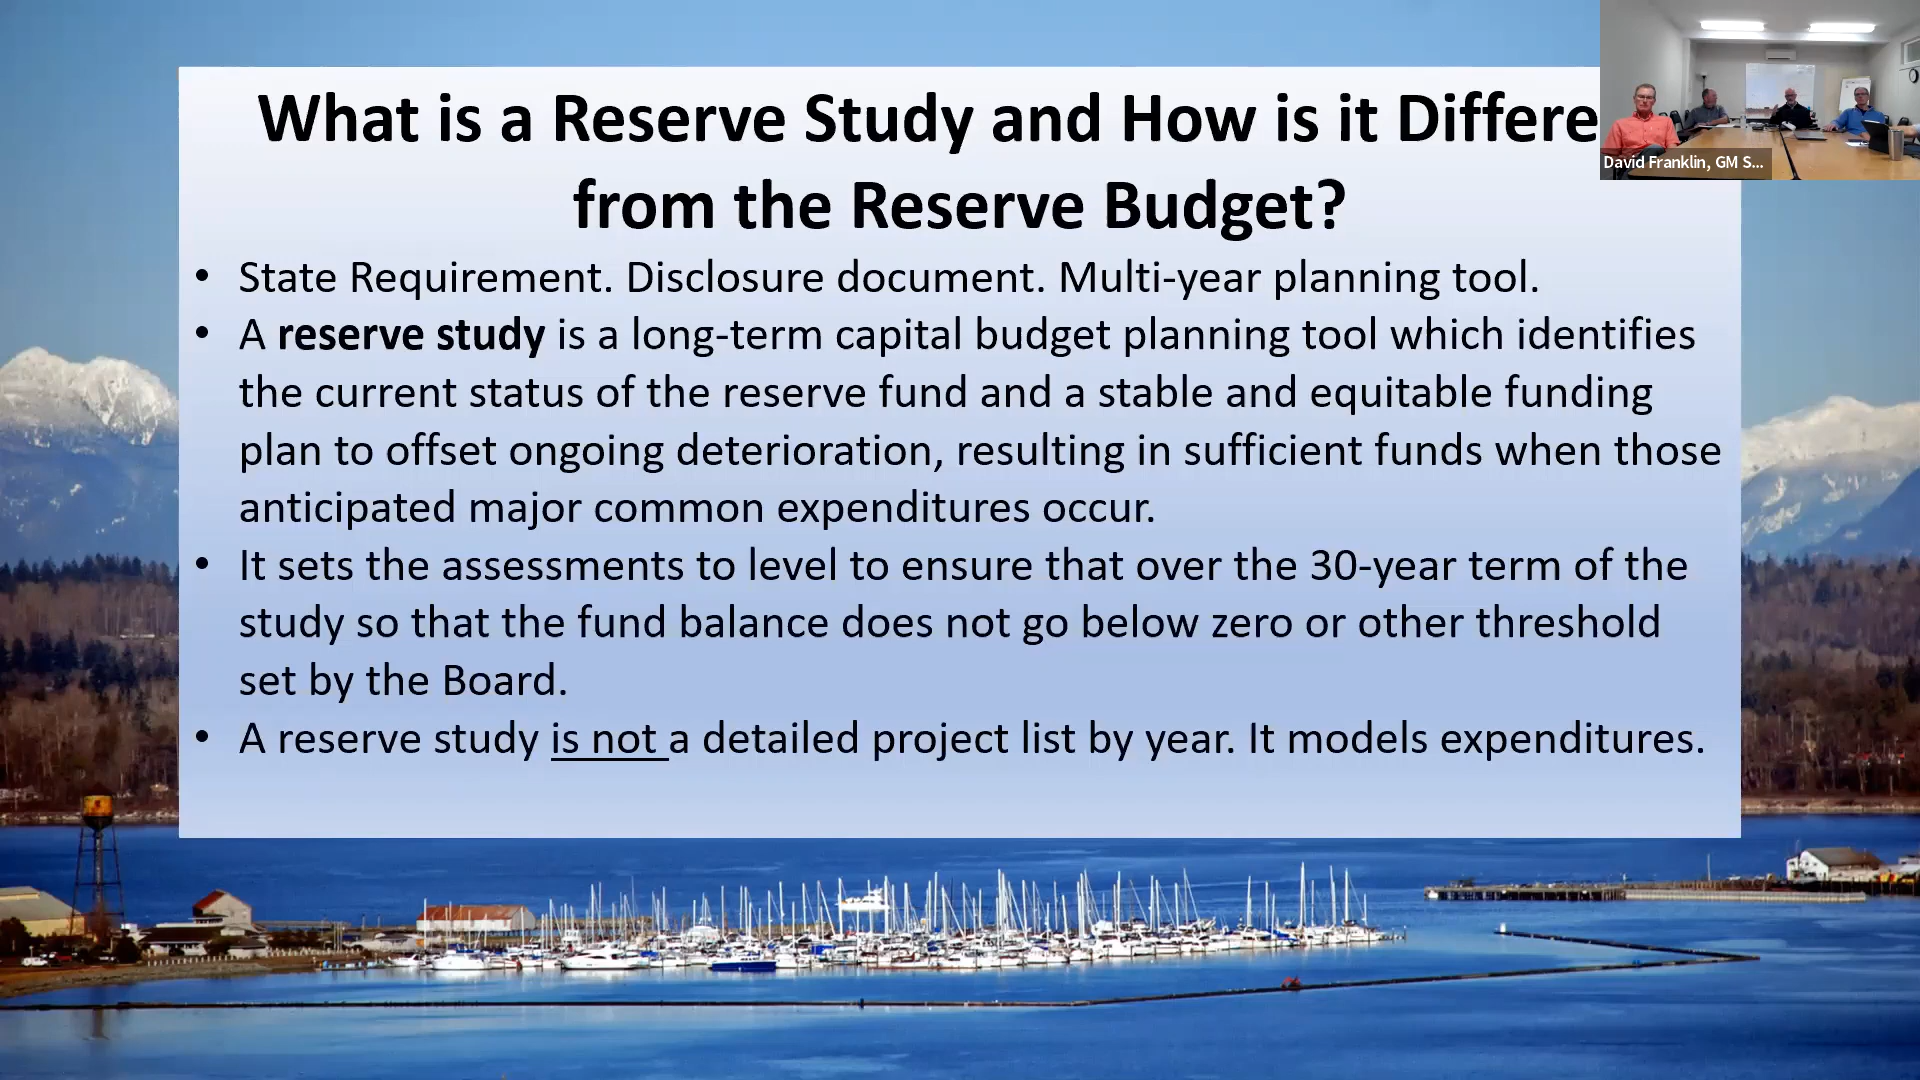 What is a Reserve Study and How is it Differe
from the Reserve Budget?
• State Requirement. Disclosure document. Multi-year planning tool.
• A reserve study is a long-term capital budget planning tool which identifies
the current status of the reserve fund and a stable and equitable funding
plan to offset ongoing deterioration, resulting in sufficient funds when those
anticipated major common expenditures occur.
• It sets the assessments to level to ensure that over the 30-year term of the
study so that the fund balance does not go below zero or other threshold
set by the Board.
• A reserve study is not a detailed project list by year. It models expenditures.
David Franklin, GM S...